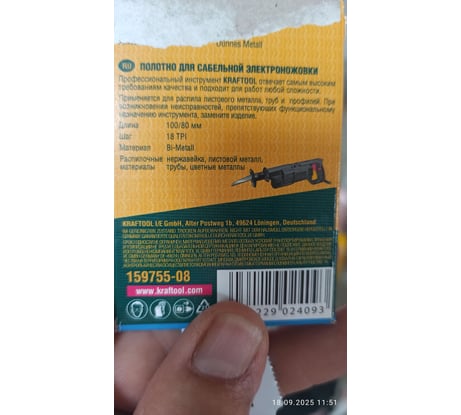 Dünnes Metall
RU ПОЛОТНО ДЛЯ САБЕЛЬНОЙ ЭЛЕКТРОНОЖОВКИ
Профессиональный инструмент KRAFTOOL отвечает самым высоким
требованиям качества и подходит для работ любой сложности.
Применяется для распила листового металла, труб и профилей. При
возникновении неисправностей, препятствующих функциональному
назначению инструмента, замените изделие.
Длина 100/80 мм
Шаг 18 TPI
Материал Bi-Metall
Распилочные нержавейка, листовой металл,
материалы трубы, цветные металлы
KRAFTOOL I/E GmbH, Alter Postweg 1b, 49624 Löningen, Deutschland
159755-08
www.kraftool.com
229 024093
18.09.2025 11:51